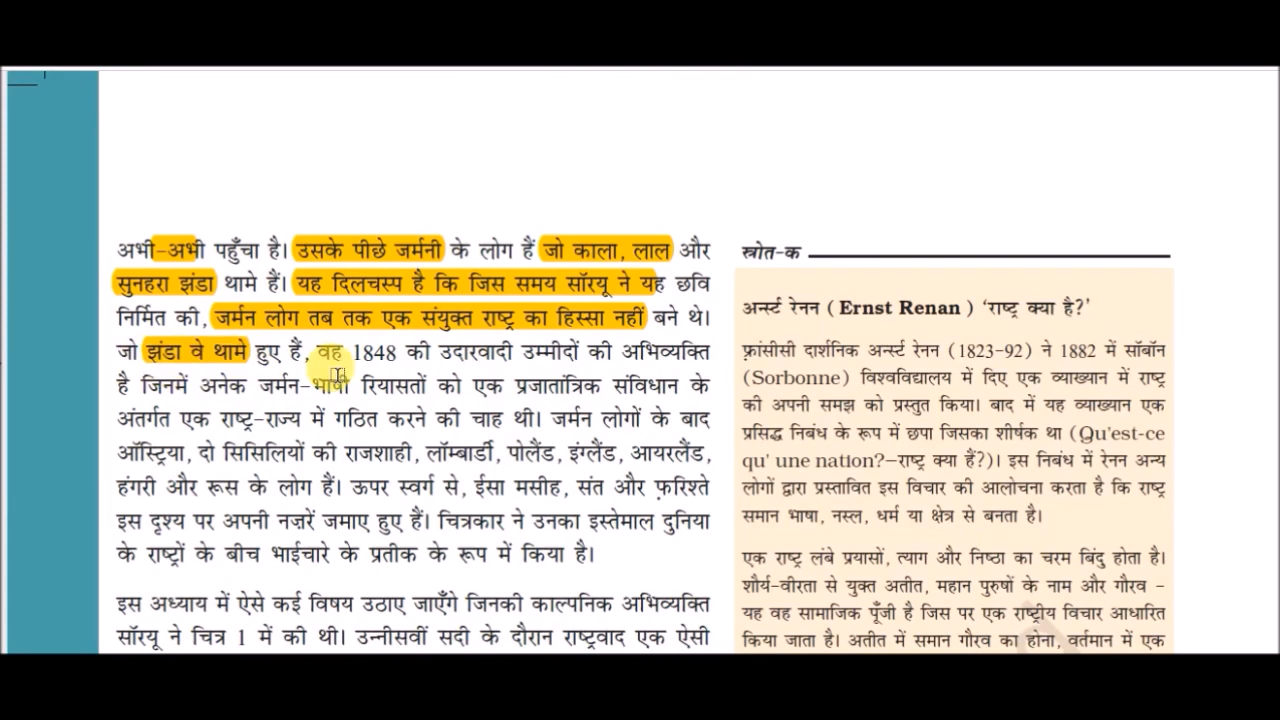 अभी-अभी पहुँचा है। उसके पीछे जर्मनी के लोग हैं जो काला, लाल और
सुनहरा झंडा थामे हैं। यह दिलचस्प है कि जिस समय सॉरयू ने यह छवि
निर्मित की, जर्मन लोग तब तक एक संयुक्त राष्ट्र का हिस्सा नहीं बने थे।
जो झंडा वे थामे हुए हैं, वह 1848 की उदारवादी उम्मीदों की अभिव्यक्ति
है जिनमें अनेक जर्मन-भाषी रियासतों को एक प्रजातांत्रिक संविधान के
अंतर्गत एक राष्ट्र-राज्य में गठित करने की चाह थी। जर्मन लोगों के बाद
ऑस्ट्रिया, दो सिसिलियों की राजशाही, लॉम्बार्डी, पोलैंड, इंग्लैंड, आयरलैंड,
हंगरी और रूस के लोग हैं। ऊपर स्वर्ग से, ईसा मसीह, संत और फ़रिश्ते
इस दृश्य पर अपनी नज़रें जमाए हुए हैं। चित्रकार ने उनका इस्तेमाल दुनिया
के राष्ट्रों के बीच भाईचारे के प्रतीक के रूप में किया है।
इस अध्याय में ऐसे कई विषय उठाए जाएँगे जिनकी काल्पनिक अभिव्यक्ति
सॉरयू ने चित्र 1 में की थी। उन्नीसवीं सदी के दौरान राष्ट्रवाद एक ऐसी
स्रोत-क
अर्न्स्ट रेनन (Ernst Renan) 'राष्ट्र क्या है?'
फ़्रांसीसी दार्शनिक अर्न्स्ट रेनन (1823-92) ने 1882 में सॉबॉन
(Sorbonne) विश्वविद्यालय में दिए एक व्याख्यान में राष्ट्र
की अपनी समझ को प्रस्तुत किया। बाद में यह व्याख्यान एक
प्रसिद्ध निबंध के रूप में छपा जिसका शीर्षक था (Qu'est-ce
qu' une nation?—राष्ट्र क्या हैं?)। इस निबंध में रेनन अन्य
लोगों द्वारा प्रस्तावित इस विचार की आलोचना करता है कि राष्ट्र
समान भाषा, नस्ल, धर्म या क्षेत्र से बनता है।
एक राष्ट्र लंबे प्रयासों, त्याग और निष्ठा का चरम बिंदु होता है।
शौर्य-वीरता से युक्त अतीत, महान पुरुषों के नाम और गौरव -
यह वह सामाजिक पूँजी है जिस पर एक राष्ट्रीय विचार आधारित
किया जाता है। अतीत में समान गौरव का होना, वर्तमान में एक